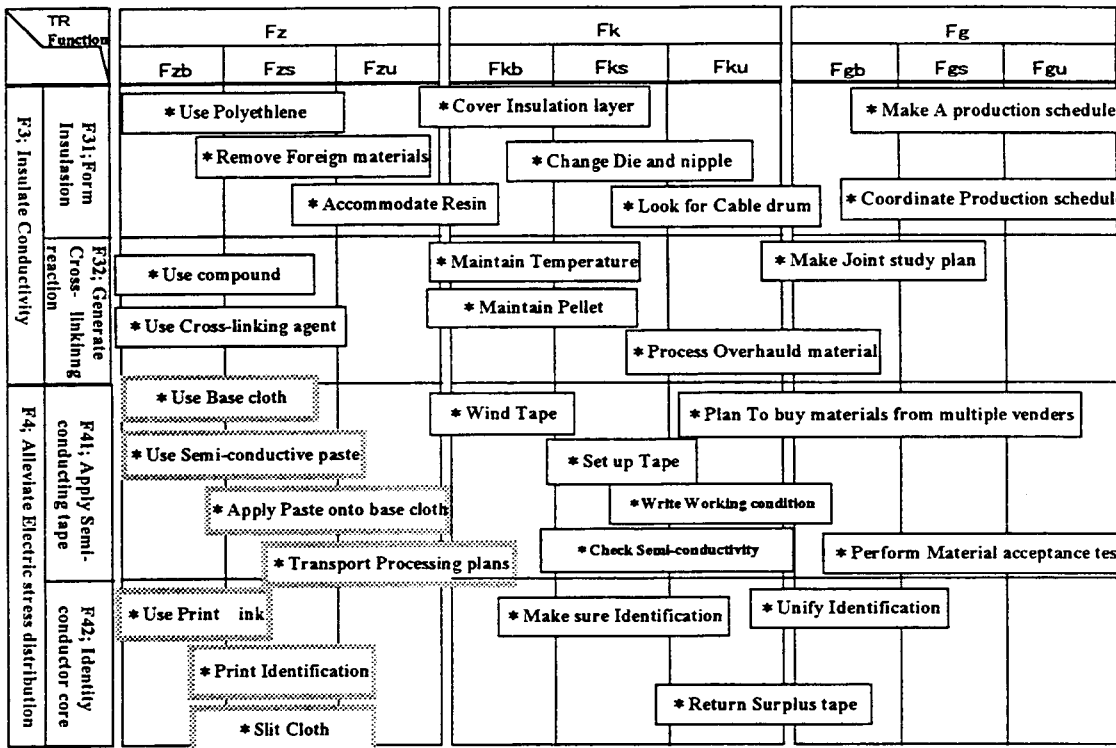 TR
Function
Fz
Fk
Fg
Fzb
Fzs
Fzu
Fkb
Fks
Fku
Fgb
Fgs
Fgu
F3; Insulate Conductivity
F31; Form
Insulasion
* Use Polyethlene
* Cover Insulation layer
* Make A production schedule
* Remove Foreign materials
* Change Die and nipple
* Accommodate Resin
* Look for Cable drum
* Coordinate Production schedule
F32; Generate
Cross- linkinng
reaction
* Use compound
* Maintain Temperature
* Make Joint study plan
* Maintain Pellet
* Use Cross-linking agent
* Process Overhauld material
F4; Alleviate Electric stress distribution
F41; Apply Semi-
conducting tape
* Use Base cloth
* Wind Tape
* Plan To buy materials from multiple venders
* Use Semi-conductive paste
* Set up Tape
* Apply Paste onto base cloth
*Write Working condition
* Transport Processing plans
* Check Semi-conductivity
* Perform Material acceptance tes
F42; Identity
conductor core
* Use Print ink
* Make sure Identification
* Unify Identification
* Print Identification
* Return Surplus tape
* Slit Cloth